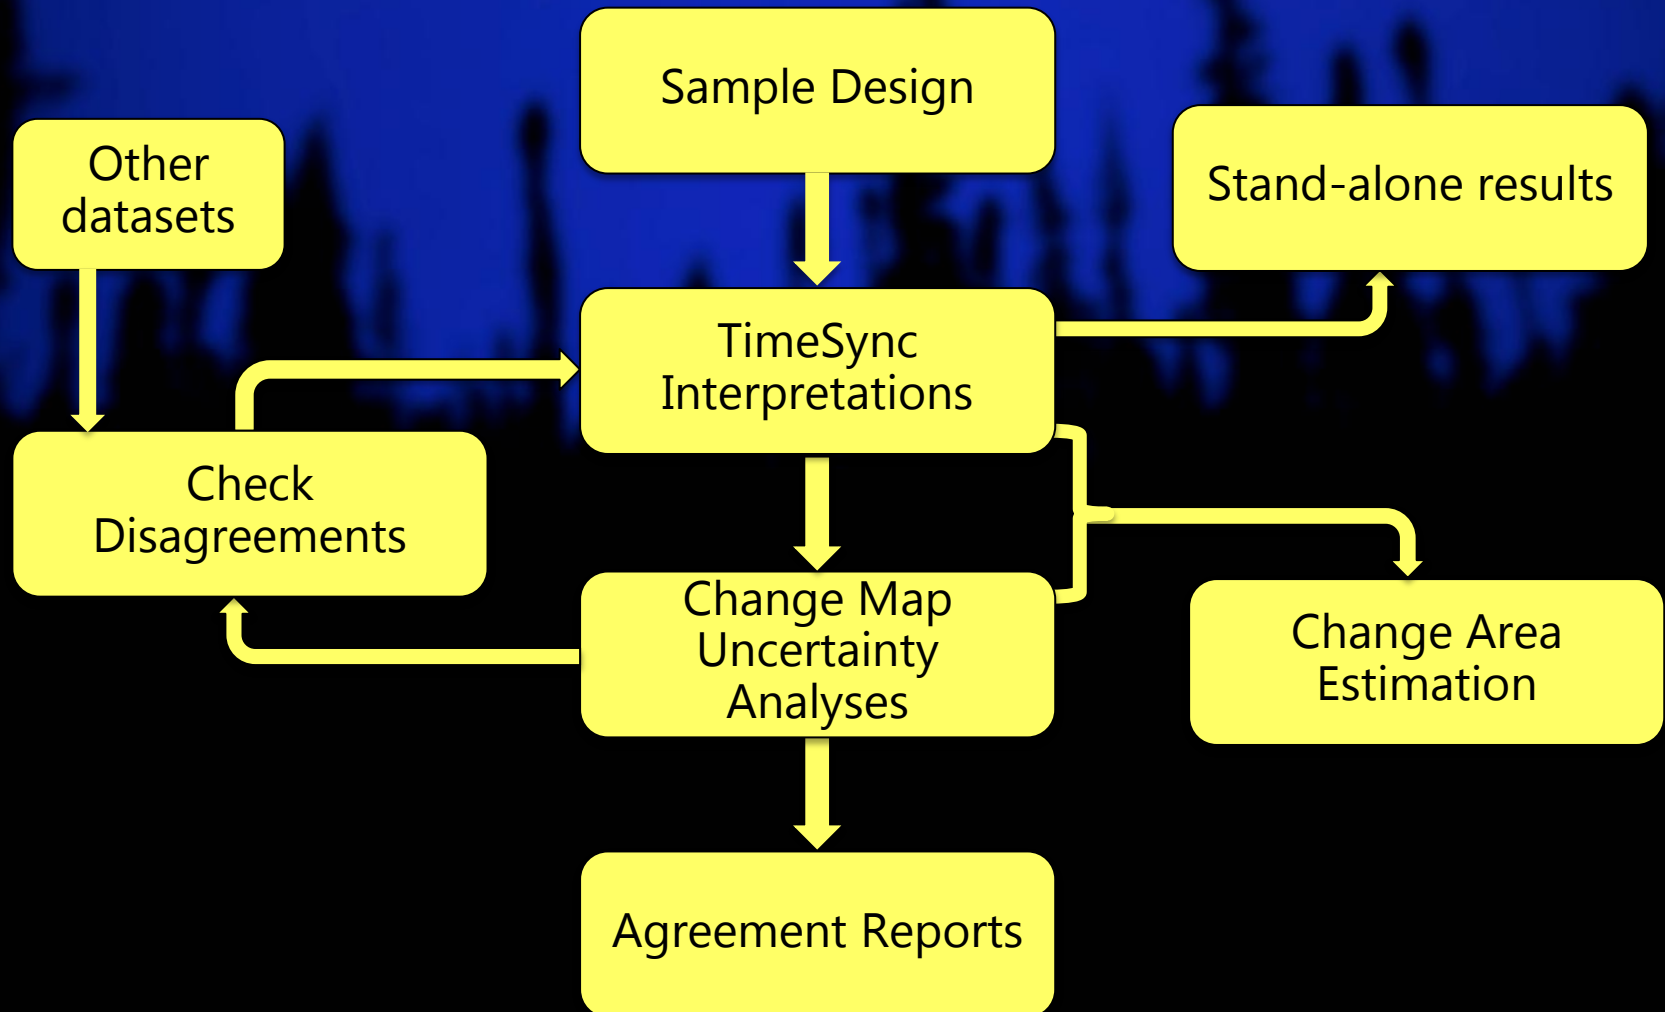 Sample Design
Other
datasets
Stand-alone results
TimeSync
Interpretations
Check
Disagreements
Change Map
Uncertainty
Analyses
Change Area
Estimation
Agreement Reports